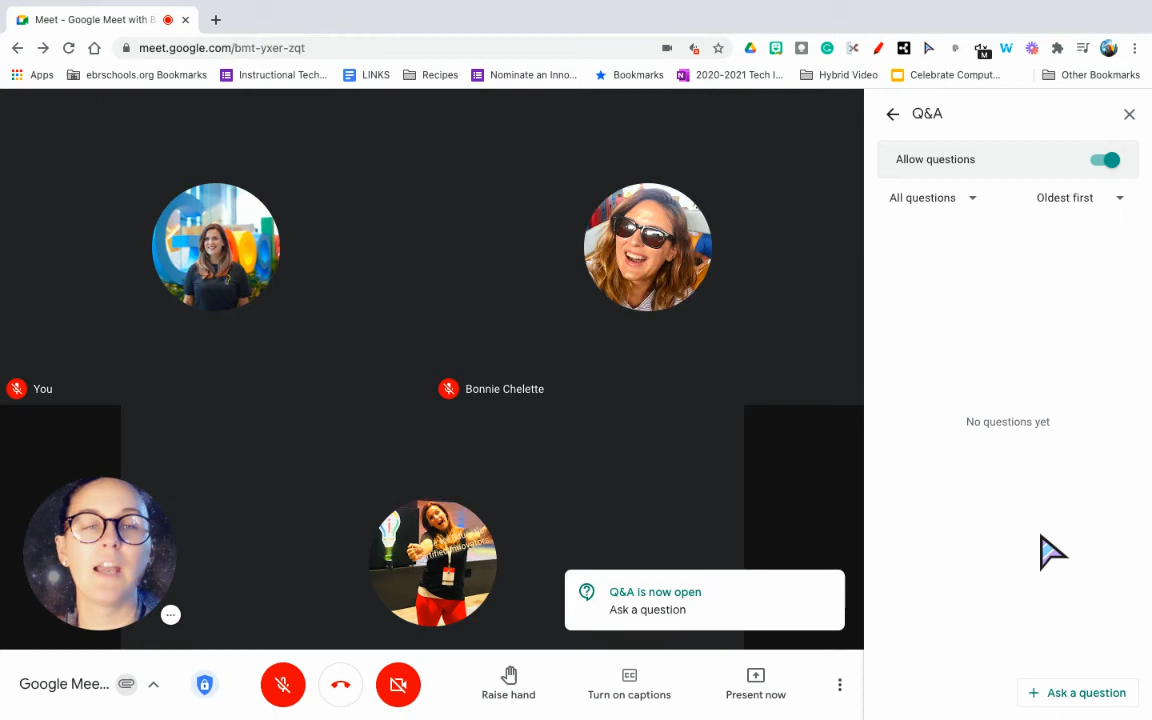 Meet - Google Meet with B
meet.google.com/bmt-yxer-zqt
Apps ebrschools.org Bookmarks Instructional Tech... LINKS Recipes Nominate an Inno... Bookmarks 2020-2021 Tech I... Hybrid Video Celebrate Comput... Other Bookmarks
Q&A
Allow questions
All questions Oldest first
You
Bonnie Chelette
No questions yet
Q&A is now open
Ask a question
Google Mee...
Raise hand
Turn on captions
Present now
+ Ask a question